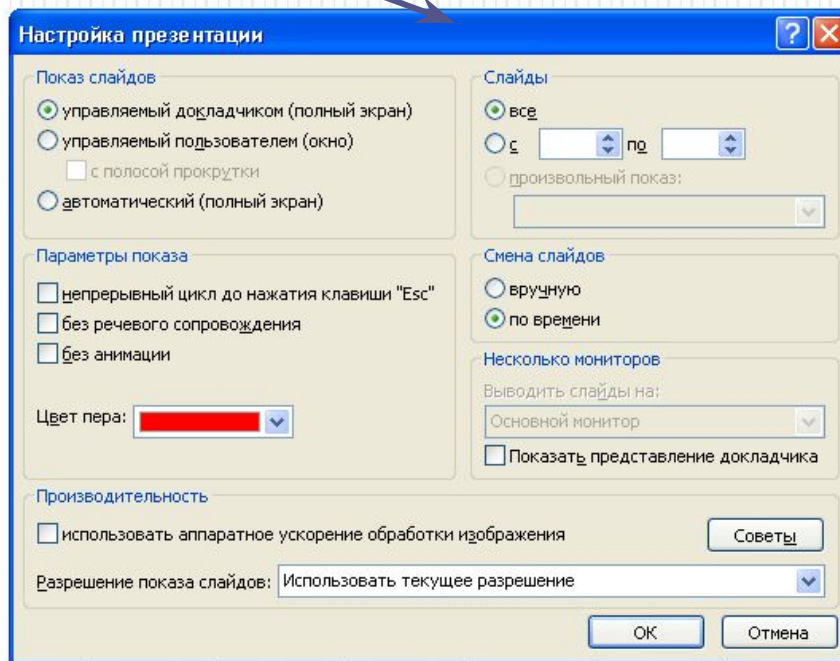 Настройка презентации
Показ слайдов
управляемый докладчиком (полный экран)
управляемый пользователем (окно)
с полосой прокрутки
автоматический (полный экран)
Слайды
все
с по
произвольный показ:
Параметры показа
непрерывный цикл до нажатия клавиши "Esc"
без речевого сопровождения
без анимации
Цвет пера:
Смена слайдов
вручную
по времени
Несколько мониторов
Выводить слайды на:
Основной монитор
Показать представление докладчика
Производительность
использовать аппаратное ускорение обработки изображения
Советы
Разрешение показа слайдов: Использовать текущее разрешение
ОК Отмена